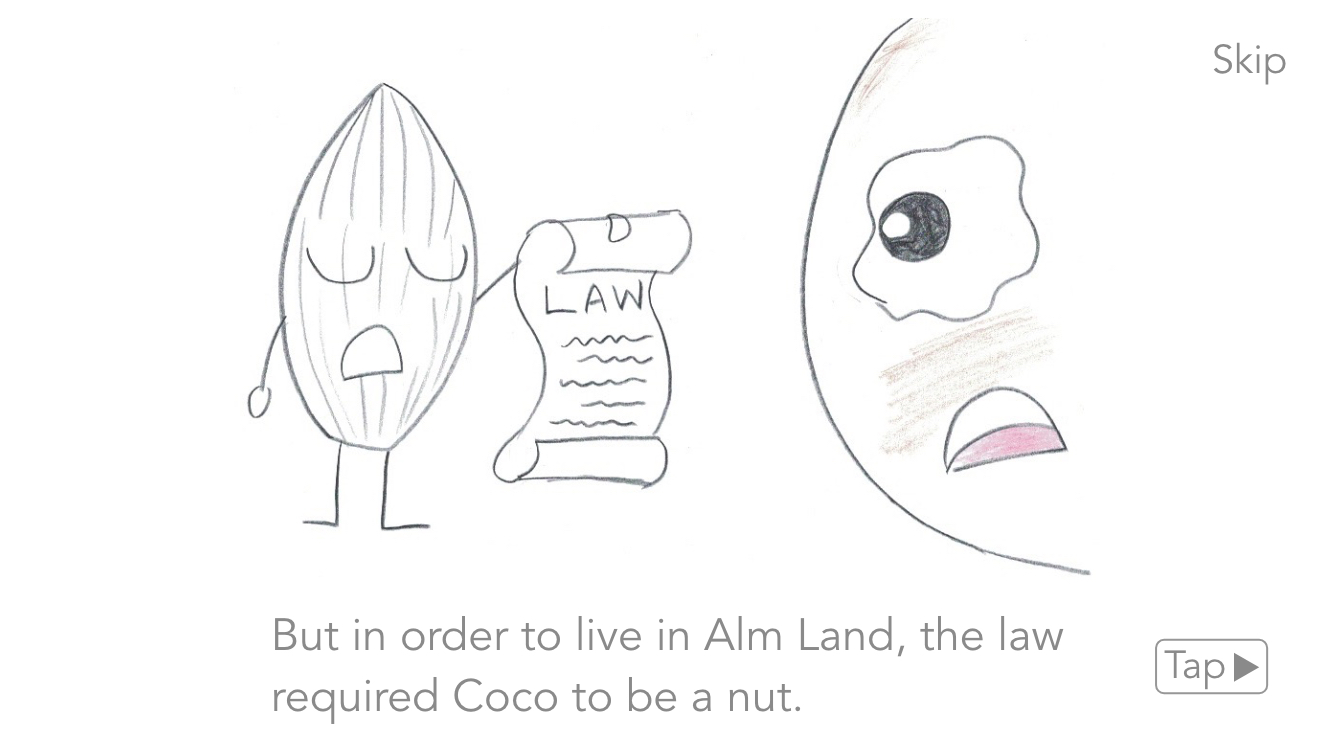 Skip
LAW
But in order to live in Alm Land, the law
required Coco to be a nut.
Tap